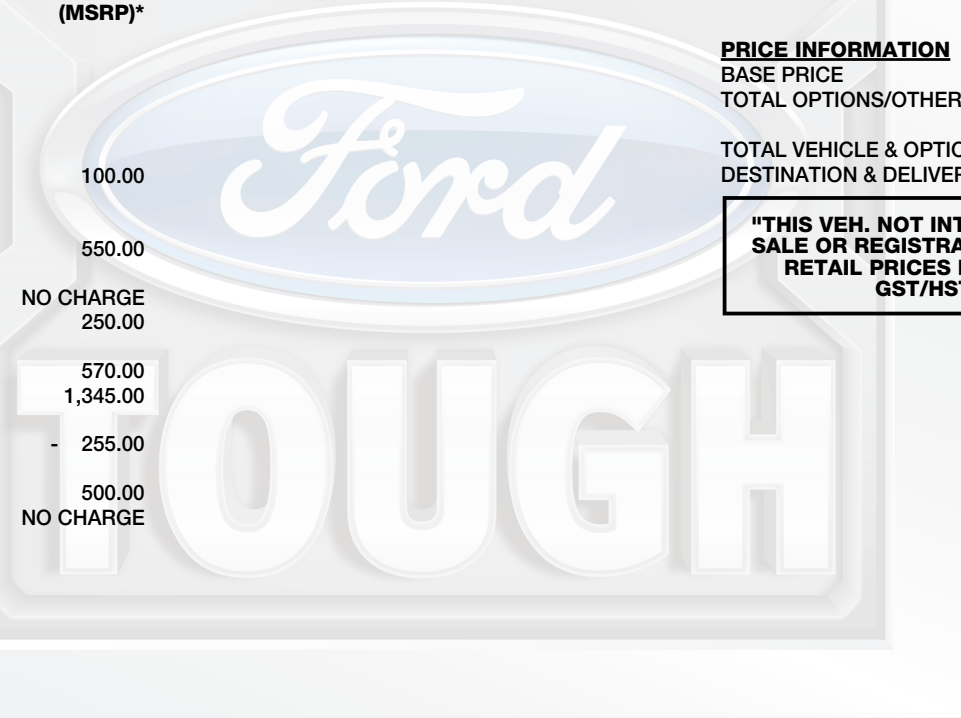 (MSRP)*
100.00
550.00
NO CHARGE
250.00
570.00
1,345.00
- 255.00
500.00
NO CHARGE
Ford
TOUGH
PRICE INFORMATION
BASE PRICE
TOTAL OPTIONS/OTHER
TOTAL VEHICLE & OPTIO
DESTINATION & DELIVER
"THIS VEH. NOT INT
SALE OR REGISTRA
RETAIL PRICES
GST/HST